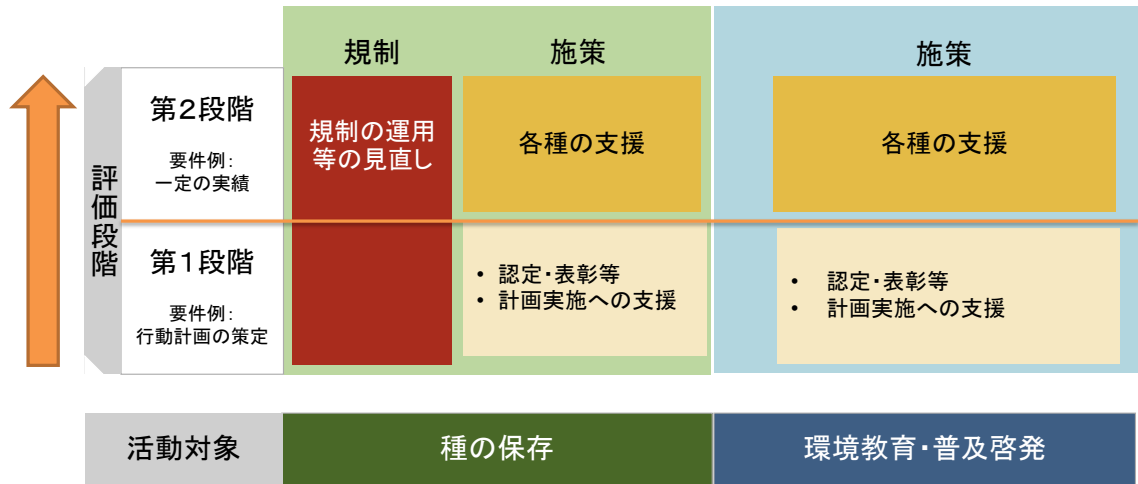 規制
施策
施策
評価段階
第2段階
要件例：
一定の実績
規制の運用
等の見直し
各種の支援
各種の支援
第1段階
要件例：
行動計画の策定
• 認定・表彰等
• 計画実施への支援
• 認定・表彰等
• 計画実施への支援
活動対象
種の保存
環境教育・普及啓発